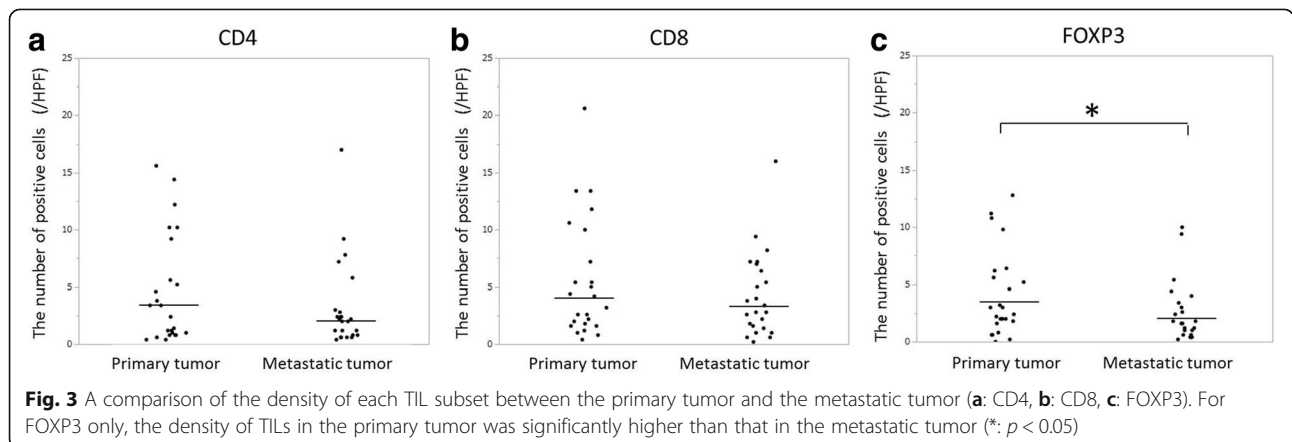 a
CD4
25
20
15
10
5
0
The number of positive cells (/HPF)
Primary tumor
Metastatic tumor
b
CD8
25
20
15
10
5
0
The number of positive cells (/HPF)
Primary tumor
Metastatic tumor
c
FOXP3
25
20
15
10
5
0
The number of positive cells (/HPF)
*
Primary tumor
Metastatic tumor
Fig. 3 A comparison of the density of each TIL subset between the primary tumor and the metastatic tumor (a: CD4, b: CD8, c: FOXP3). For
FOXP3 only, the density of TILs in the primary tumor was significantly higher than that in the metastatic tumor (*: p < 0.05)